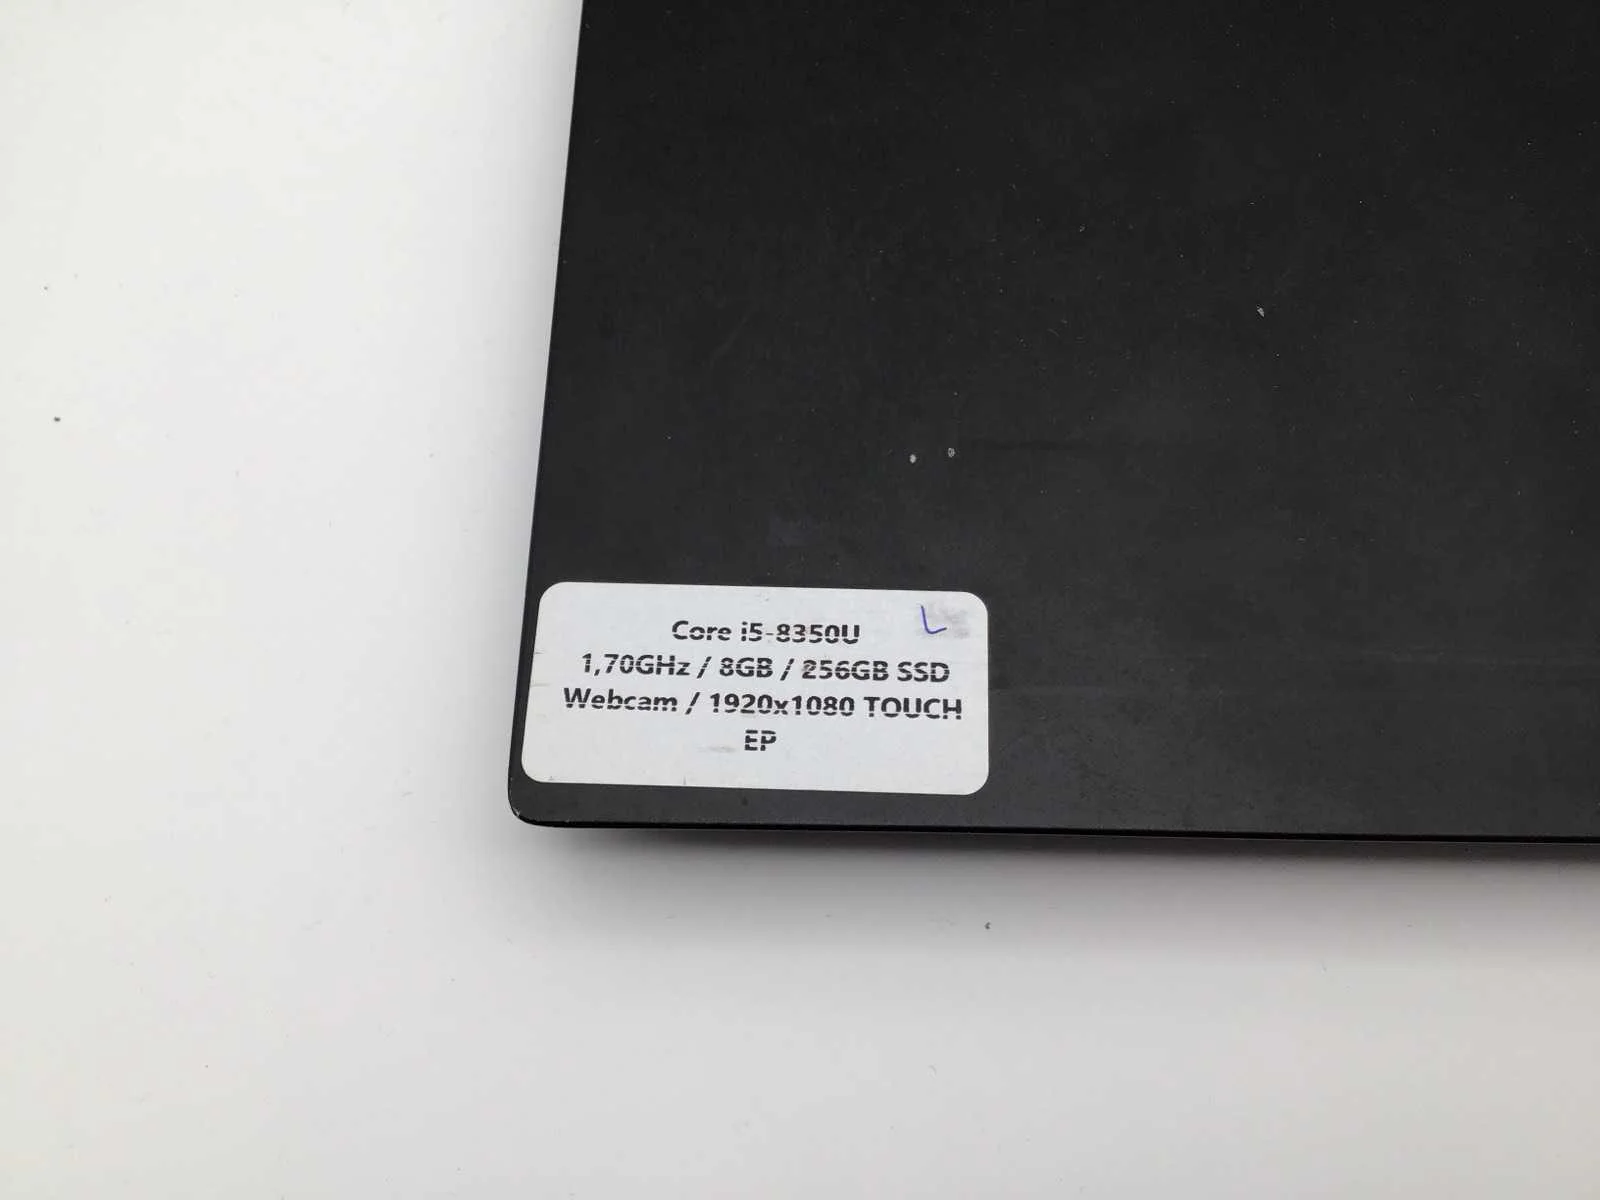 Core i5-8350U L
1,70GHz / 8GB / 256GB SSD
Webcam / 1920x1080 TOUCH
EP